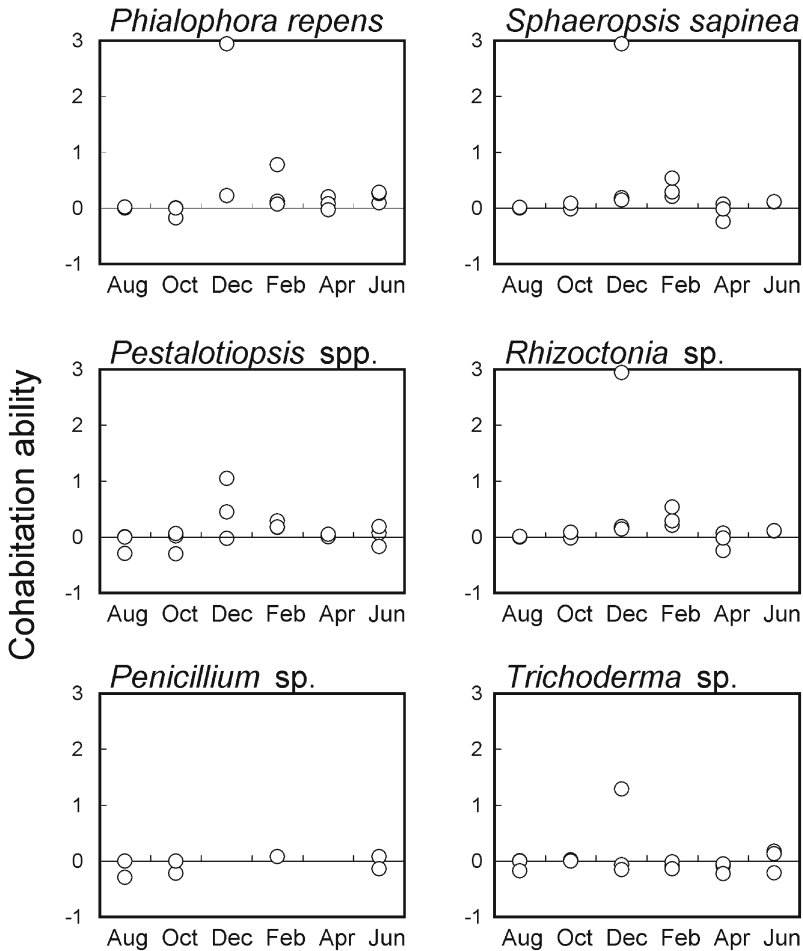 Phialophora repens
3
2
1
0
-1
Aug Oct Dec Feb Apr Jun
Sphaeropsis sapinea
3
2
1
0
-1
Aug Oct Dec Feb Apr Jun
Cohabitation ability
Pestalotiopsis spp.
3
2
1
0
-1
Aug Oct Dec Feb Apr Jun
Rhizoctonia sp.
3
2
1
0
-1
Aug Oct Dec Feb Apr Jun
Penicillium sp.
3
2
1
0
-1
Aug Oct Dec Feb Apr Jun
Trichoderma sp.
3
2
1
0
-1
Aug Oct Dec Feb Apr Jun